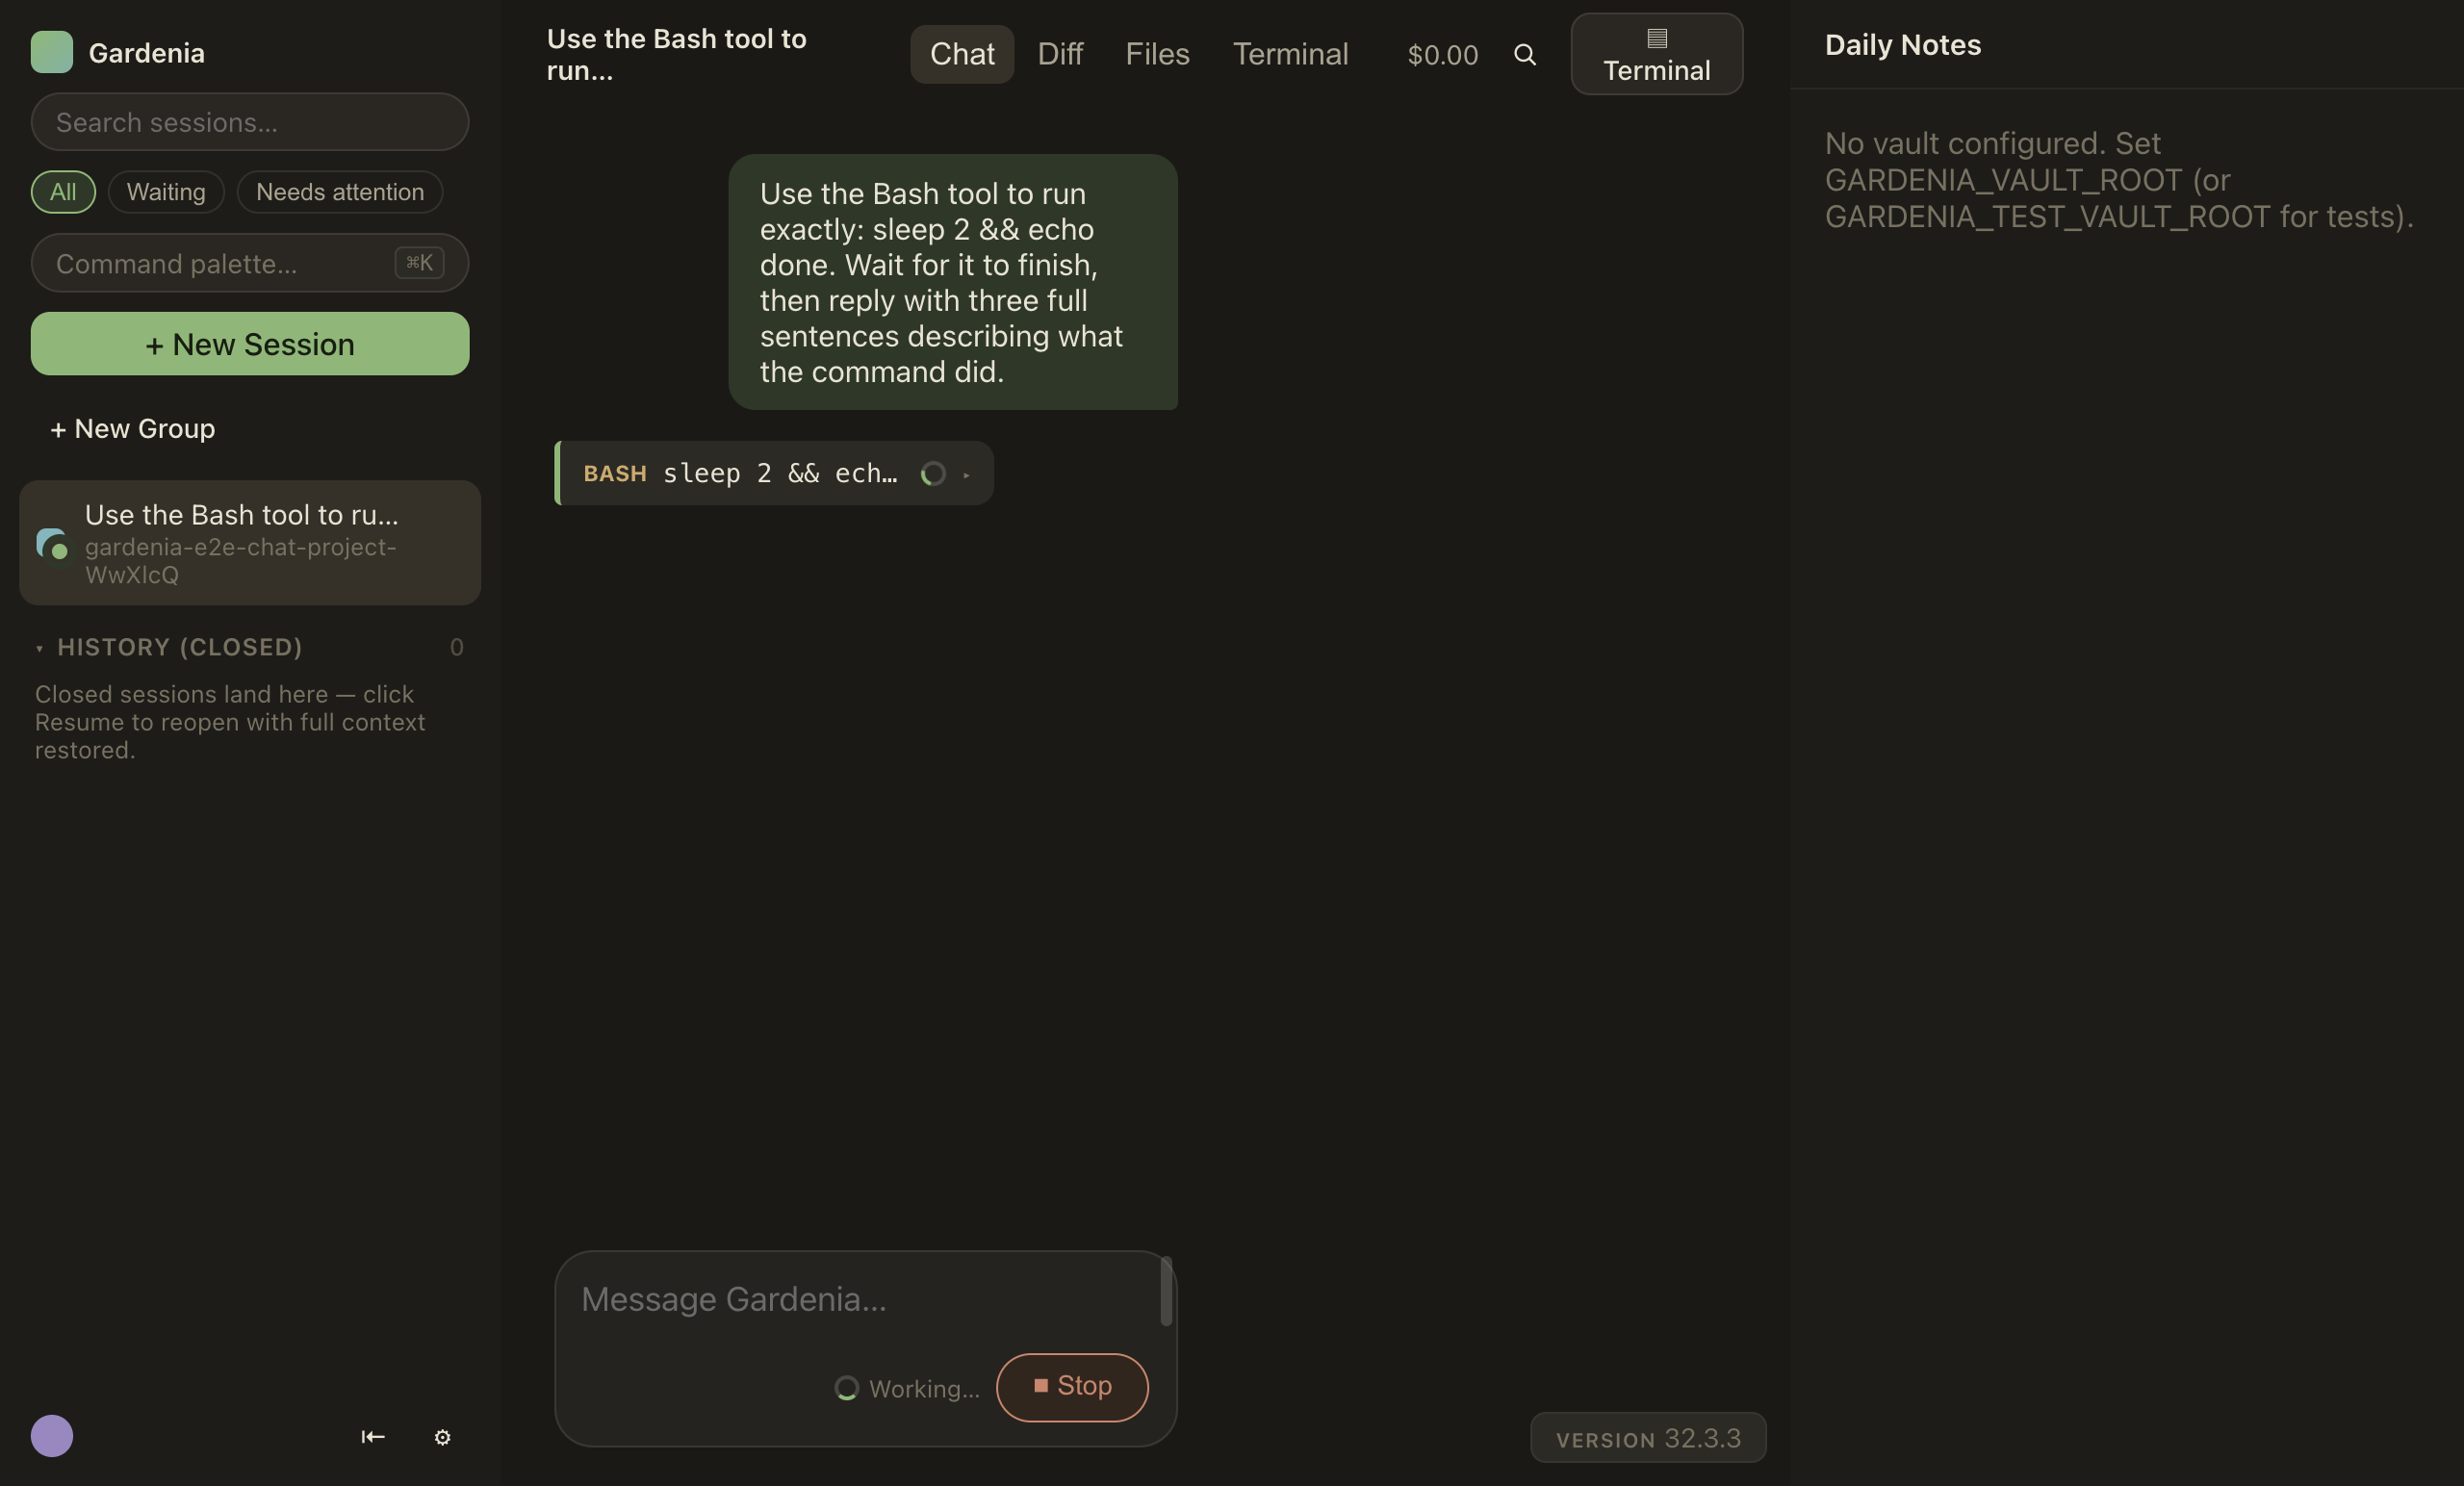 Gardenia
Search sessions...
All Waiting Needs attention
Command palette... ⌘K
+ New Session
+ New Group
Use the Bash tool to ru...
gardenia-e2e-chat-project-
WwXlcQ
HISTORY (CLOSED) 0
Closed sessions land here — click
Resume to reopen with full context
restored.
Use the Bash tool to
run...
Chat Diff Files Terminal $0.00
Terminal
Use the Bash tool to run
exactly: sleep 2 && echo
done. Wait for it to finish,
then reply with three full
sentences describing what
the command did.
BASH sleep 2 && ech…
Message Gardenia...
Working...
Stop
VERSION 32.3.3
Daily Notes
No vault configured. Set
GARDENIA_VAULT_ROOT (or
GARDENIA_TEST_VAULT_ROOT for tests).